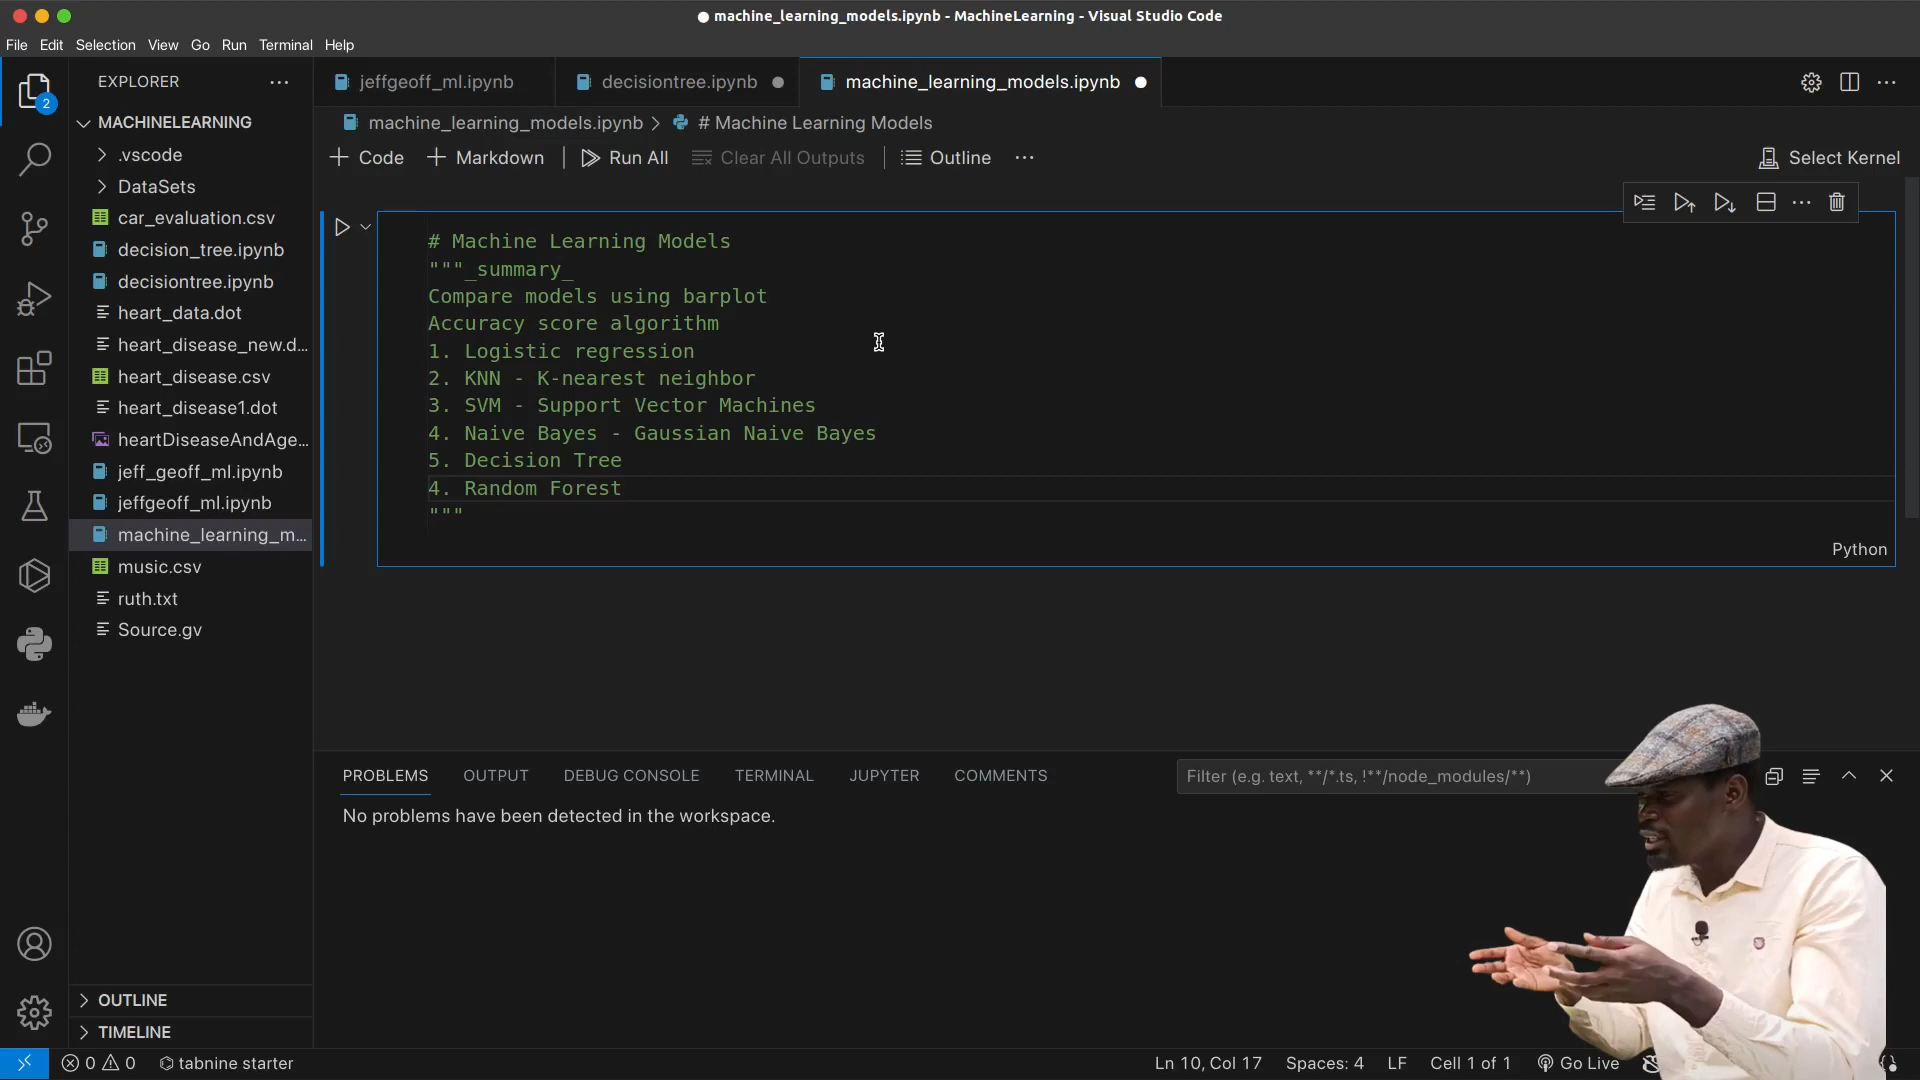 machine_learning_models.ipynb - MachineLearning - Visual Studio Code
File Edit Selection View Go Run Terminal Help
EXPLORER
jeffgeoff_ml.ipynb
decisiontree.ipynb
machine_learning_models.ipynb
2
MACHINELEARNING
.vscode
DataSets
car_evaluation.csv
decision_tree.ipynb
decisiontree.ipynb
heart_data.dot
heart_disease_new.d...
heart_disease.csv
heart_disease1.dot
heartDiseaseAndAge...
jeff_geoff_ml.ipynb
jeffgeoff_ml.ipynb
machine_learning_m...
music.csv
ruth.txt
Source.gv
OUTLINE
TIMELINE
machine_learning_models.ipynb > # Machine Learning Models
+ Code + Markdown | Run All Clear All Outputs | Outline ... Select Kernel
# Machine Learning Models
"""_summary_
Compare models using barplot
Accuracy score algorithm
1. Logistic regression
2. KNN - K-nearest neighbor
3. SVM - Support Vector Machines
4. Naive Bayes - Gaussian Naive Bayes
5. Decision Tree
4. Random Forest
"""
Python
PROBLEMS OUTPUT DEBUG CONSOLE TERMINAL JUPYTER COMMENTS
Filter (e.g. text, **/*.ts, !**/node_modules/**)
No problems have been detected in the workspace.
0 0 tabnine starter
Ln 10, Col 17 Spaces: 4 LF Cell 1 of 1 Go Live